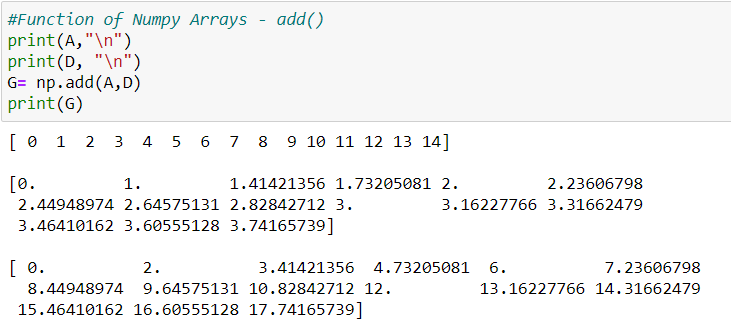 #Function of Numpy Arrays - add()
print(A,"\n")
print(D, "\n")
G= np.add(A,D)
print(G)
[ 0  1  2  3  4  5  6  7  8  9 10 11 12 13 14]
[0.         1.         1.41421356 1.73205081 2.         2.23606798
 2.44948974 2.64575131 2.82842712 3.         3.16227766 3.31662479
 3.46410162 3.60555128 3.74165739]
[ 0.          2.          3.41421356  4.73205081  6.          7.23606798
  8.44948974  9.64575131 10.82842712 12.         13.16227766 14.31662479
 15.46410162 16.60555128 17.74165739]